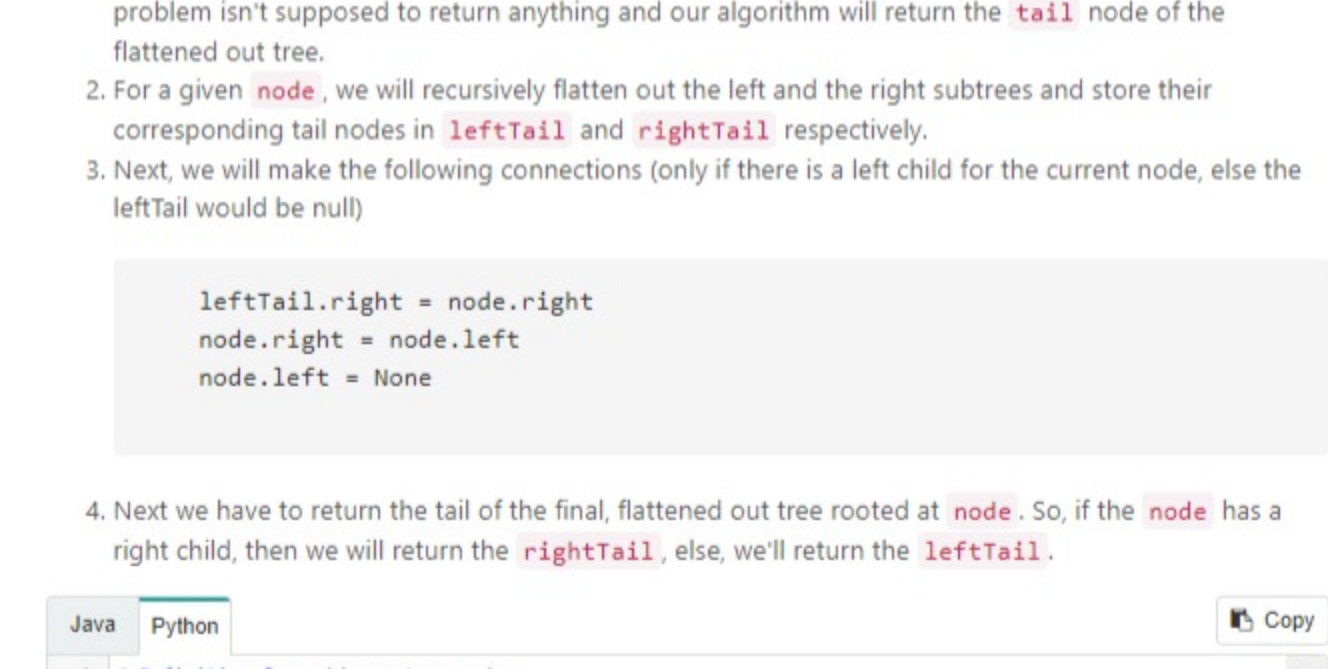 problem isn't supposed to return anything and our algorithm will return the tail node of the
flattened out tree.
2. For a given node , we will recursively flatten out the left and the right subtrees and store their
corresponding tail nodes in leftTail and rightTail respectively.
3. Next, we will make the following connections (only if there is a left child for the current node, else the
leftTail would be null)
leftTail.right = node.right
node.right = node.left
node.left = None
4. Next we have to return the tail of the final, flattened out tree rooted at node . So, if the node has a
right child, then we will return the rightTail , else, we'll return the leftTail .
Java Python Copy